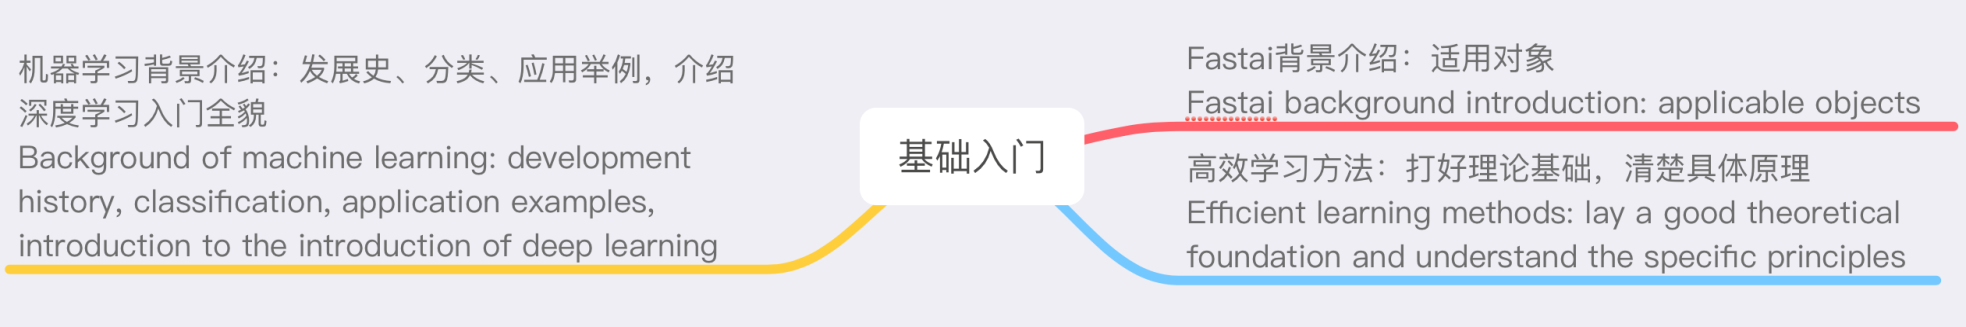 机器学习背景介绍：发展史、分类、应用举例，介绍
深度学习入门全貌
Background of machine learning: development
history, classification, application examples,
introduction to the introduction of deep learning
基础入门
Fastai背景介绍：适用对象
Fastai background introduction: applicable objects
高效学习方法：打好理论基础，清楚具体原理
Efficient learning methods: lay a good theoretical
foundation and understand the specific principles